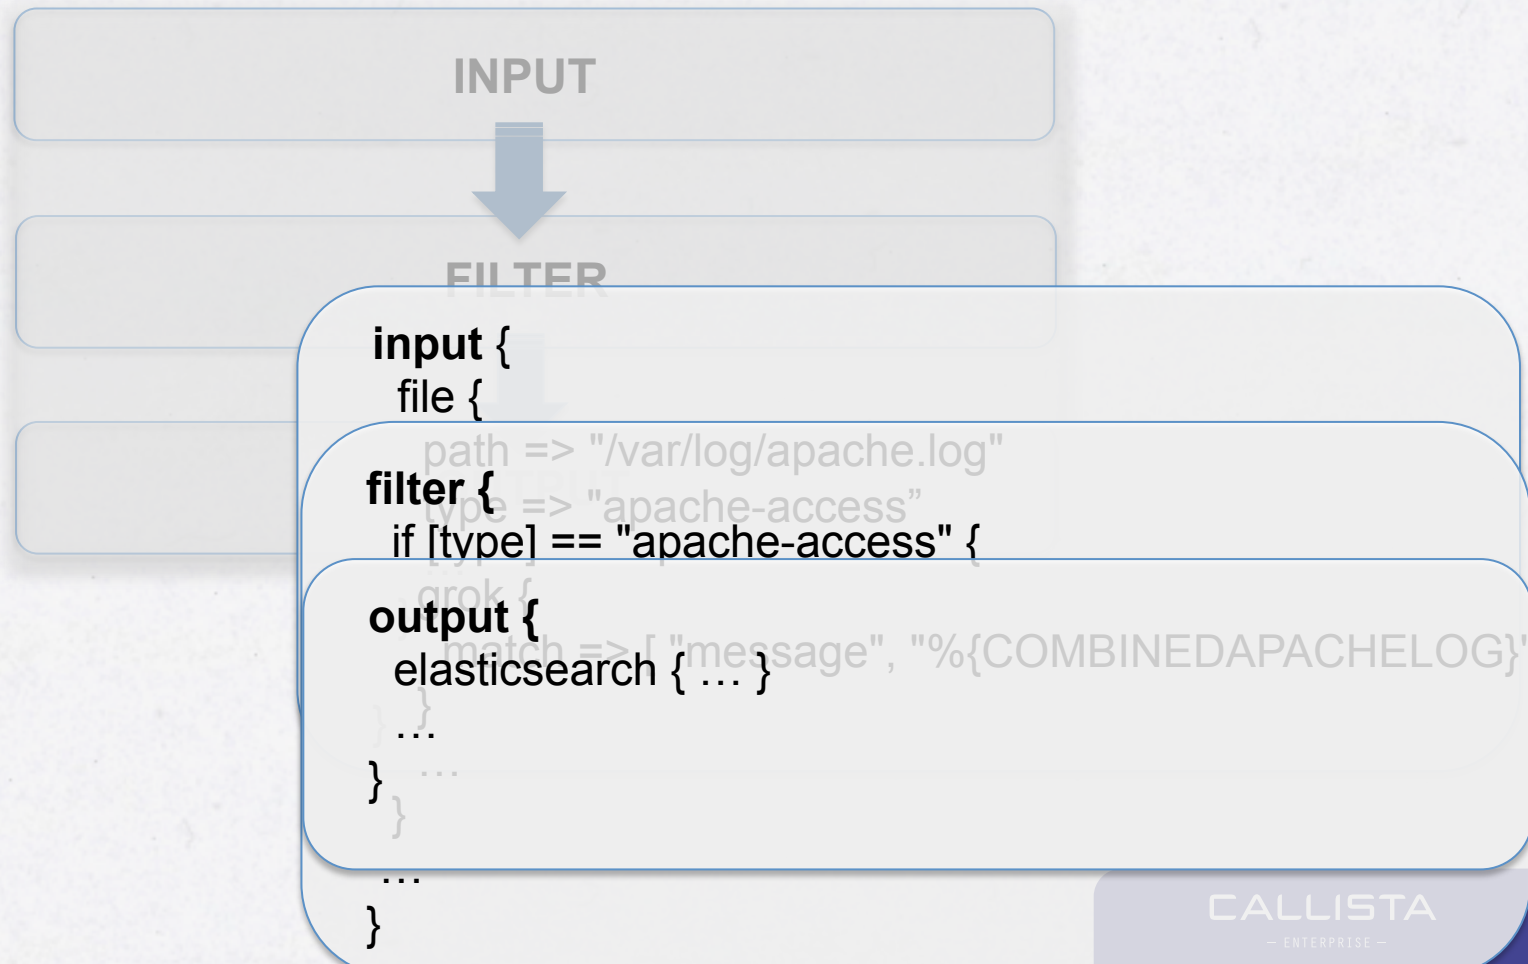 INPUT
FILTER
input {
file {
path => "/var/log/apache.log"
type => "apache-access”
filter {
if [type] == "apache-access" {
grok {
match => [ "message", "%{COMBINEDAPACHELOG}"
}
…
}
…
}
output {
elasticsearch { … }
…
}
}
CALLISTA
— ENTERPRISE —